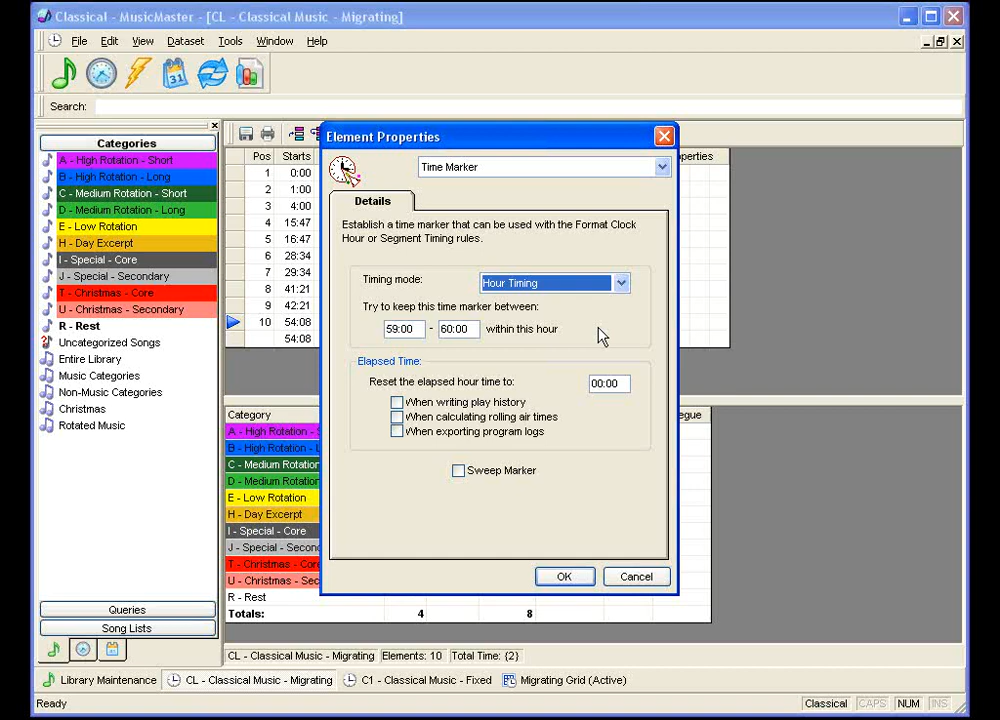 Classical - MusicMaster - [CL - Classical Music - Migrating]
File Edit View Dataset Tools Window Help
31
Search:
Categories
A - High Rotation - Short
B - High Rotation - Long
C - Medium Rotation - Short
D - Medium Rotation - Long
E - Low Rotation
H - Day Excerpt
I - Special - Core
J - Special - Secondary
T - Christmas - Core
U - Christmas - Secondary
R - Rest
Uncategorized Songs
Entire Library
Music Categories
Non-Music Categories
Christmas
Rotated Music
Queries
Song Lists
Pos Starts
1 0:00
2 1:00
3 4:00
4 15:47
5 16:47
6 28:34
7 29:34
8 41:21
9 42:21
10 54:08
54:08
Element Properties
Time Marker
Details
Establish a time marker that can be used with the Format Clock
Hour or Segment Timing rules.
Timing mode: Hour Timing
Try to keep this time marker between:
59:00 - 60:00 within this hour
Elapsed Time:
Reset the elapsed hour time to: 00:00
When writing play history
When calculating rolling air times
When exporting program logs
Sweep Marker
OK Cancel
Category
A - High Rotation - S
B - High Rotation - L
C - Medium Rotation
D - Medium Rotation
E - Low Rotation
H - Day Excerpt
I - Special - Core
J - Special - Second
T - Christmas - Core
U - Christmas - Sec
R - Rest
Totals: 4 8
CL - Classical Music - Migrating Elements: 10 Total Time: {2}
Library Maintenance CL - Classical Music - Migrating C1 - Classical Music - Fixed Migrating Grid (Active)
Ready Classical CAPS NUM INS